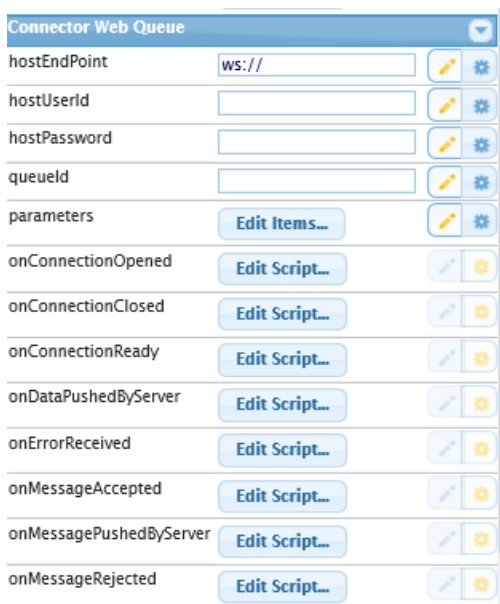 Connector Web Queue
hostEndPoint ws://
hostUserId
hostPassword
queueId
parameters Edit Items...
onConnectionOpened Edit Script...
onConnectionClosed Edit Script...
onConnectionReady Edit Script...
onDataPushedByServer Edit Script...
onErrorReceived Edit Script...
onMessageAccepted Edit Script...
onMessagePushedByServer Edit Script...
onMessageRejected Edit Script...